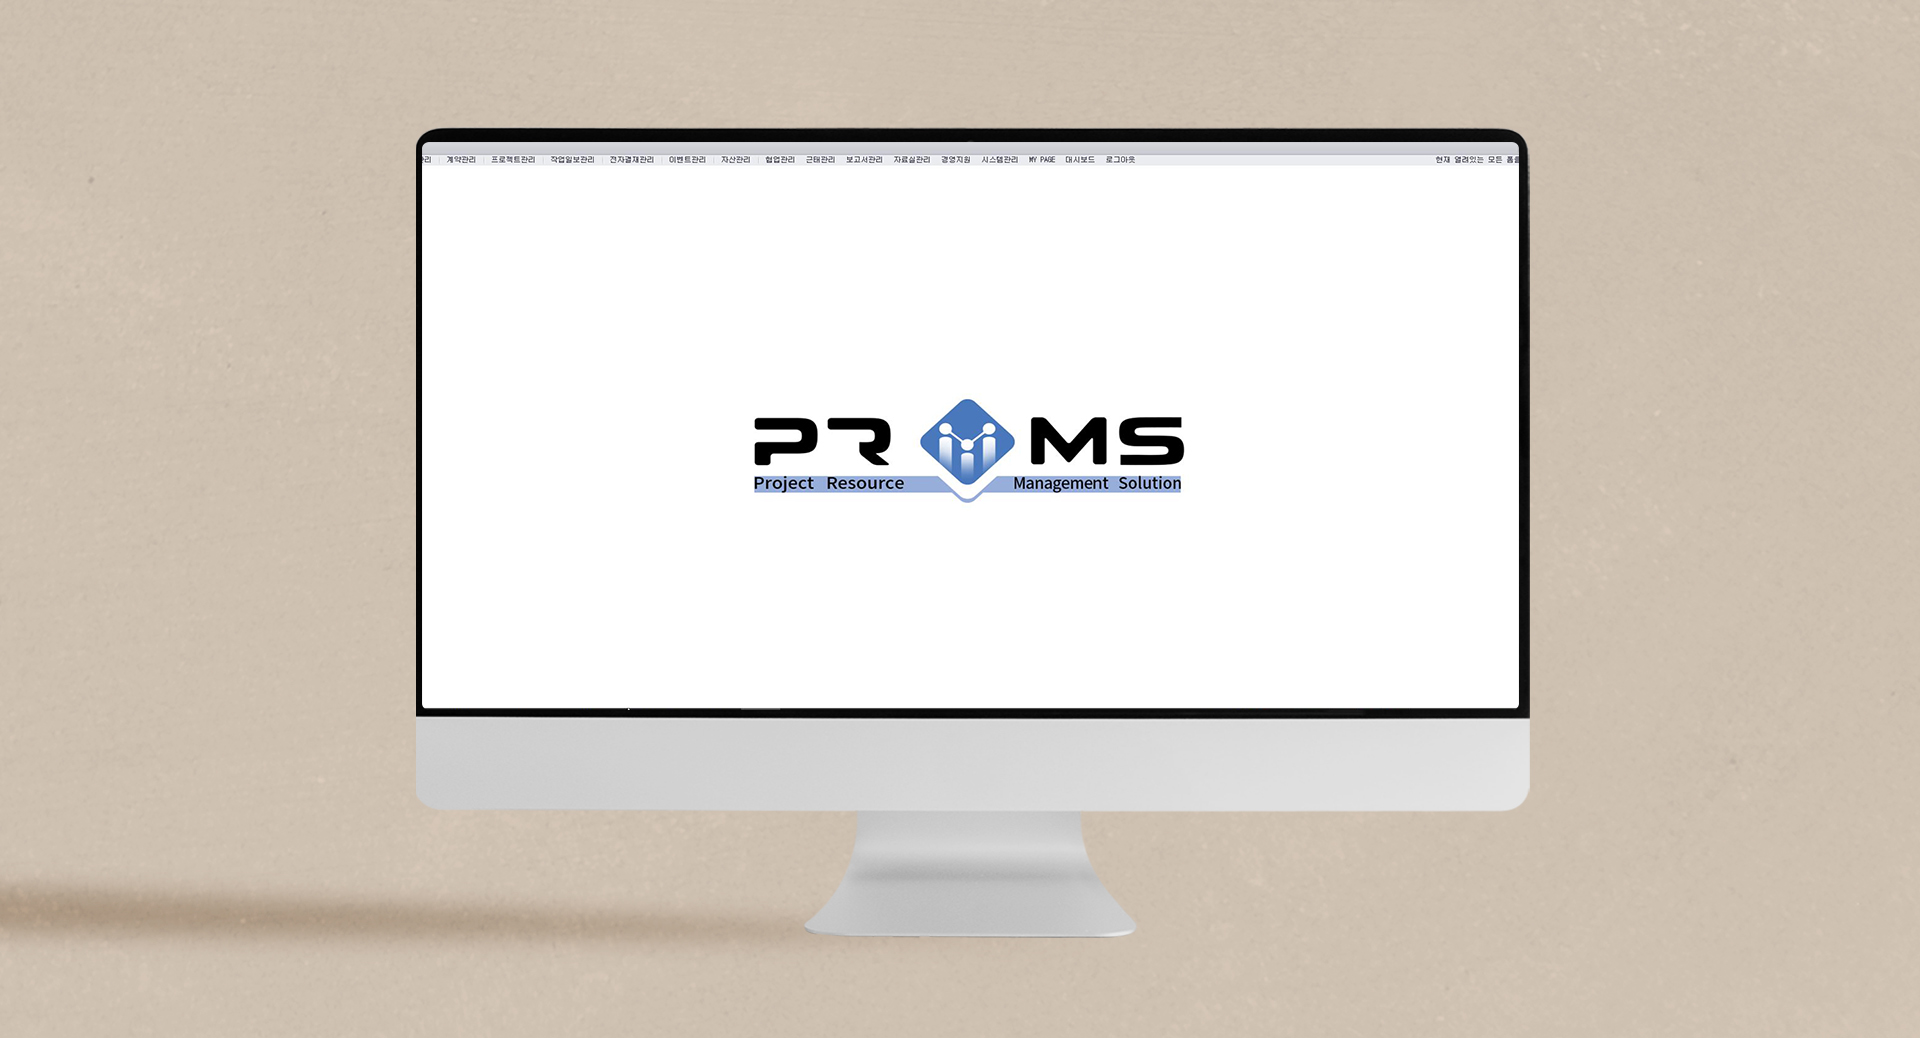 계약관리 프로젝트관리 작업일보관리 전자결재관리 이벤트관리 자산관리 협업관리 근태관리 보고서관리 자료실관리 경영지원 시스템관리 MY PAGE 대시보드 로그아웃 현재 열려있는 모든 폼을
PR MS
Project Resource Management Solution